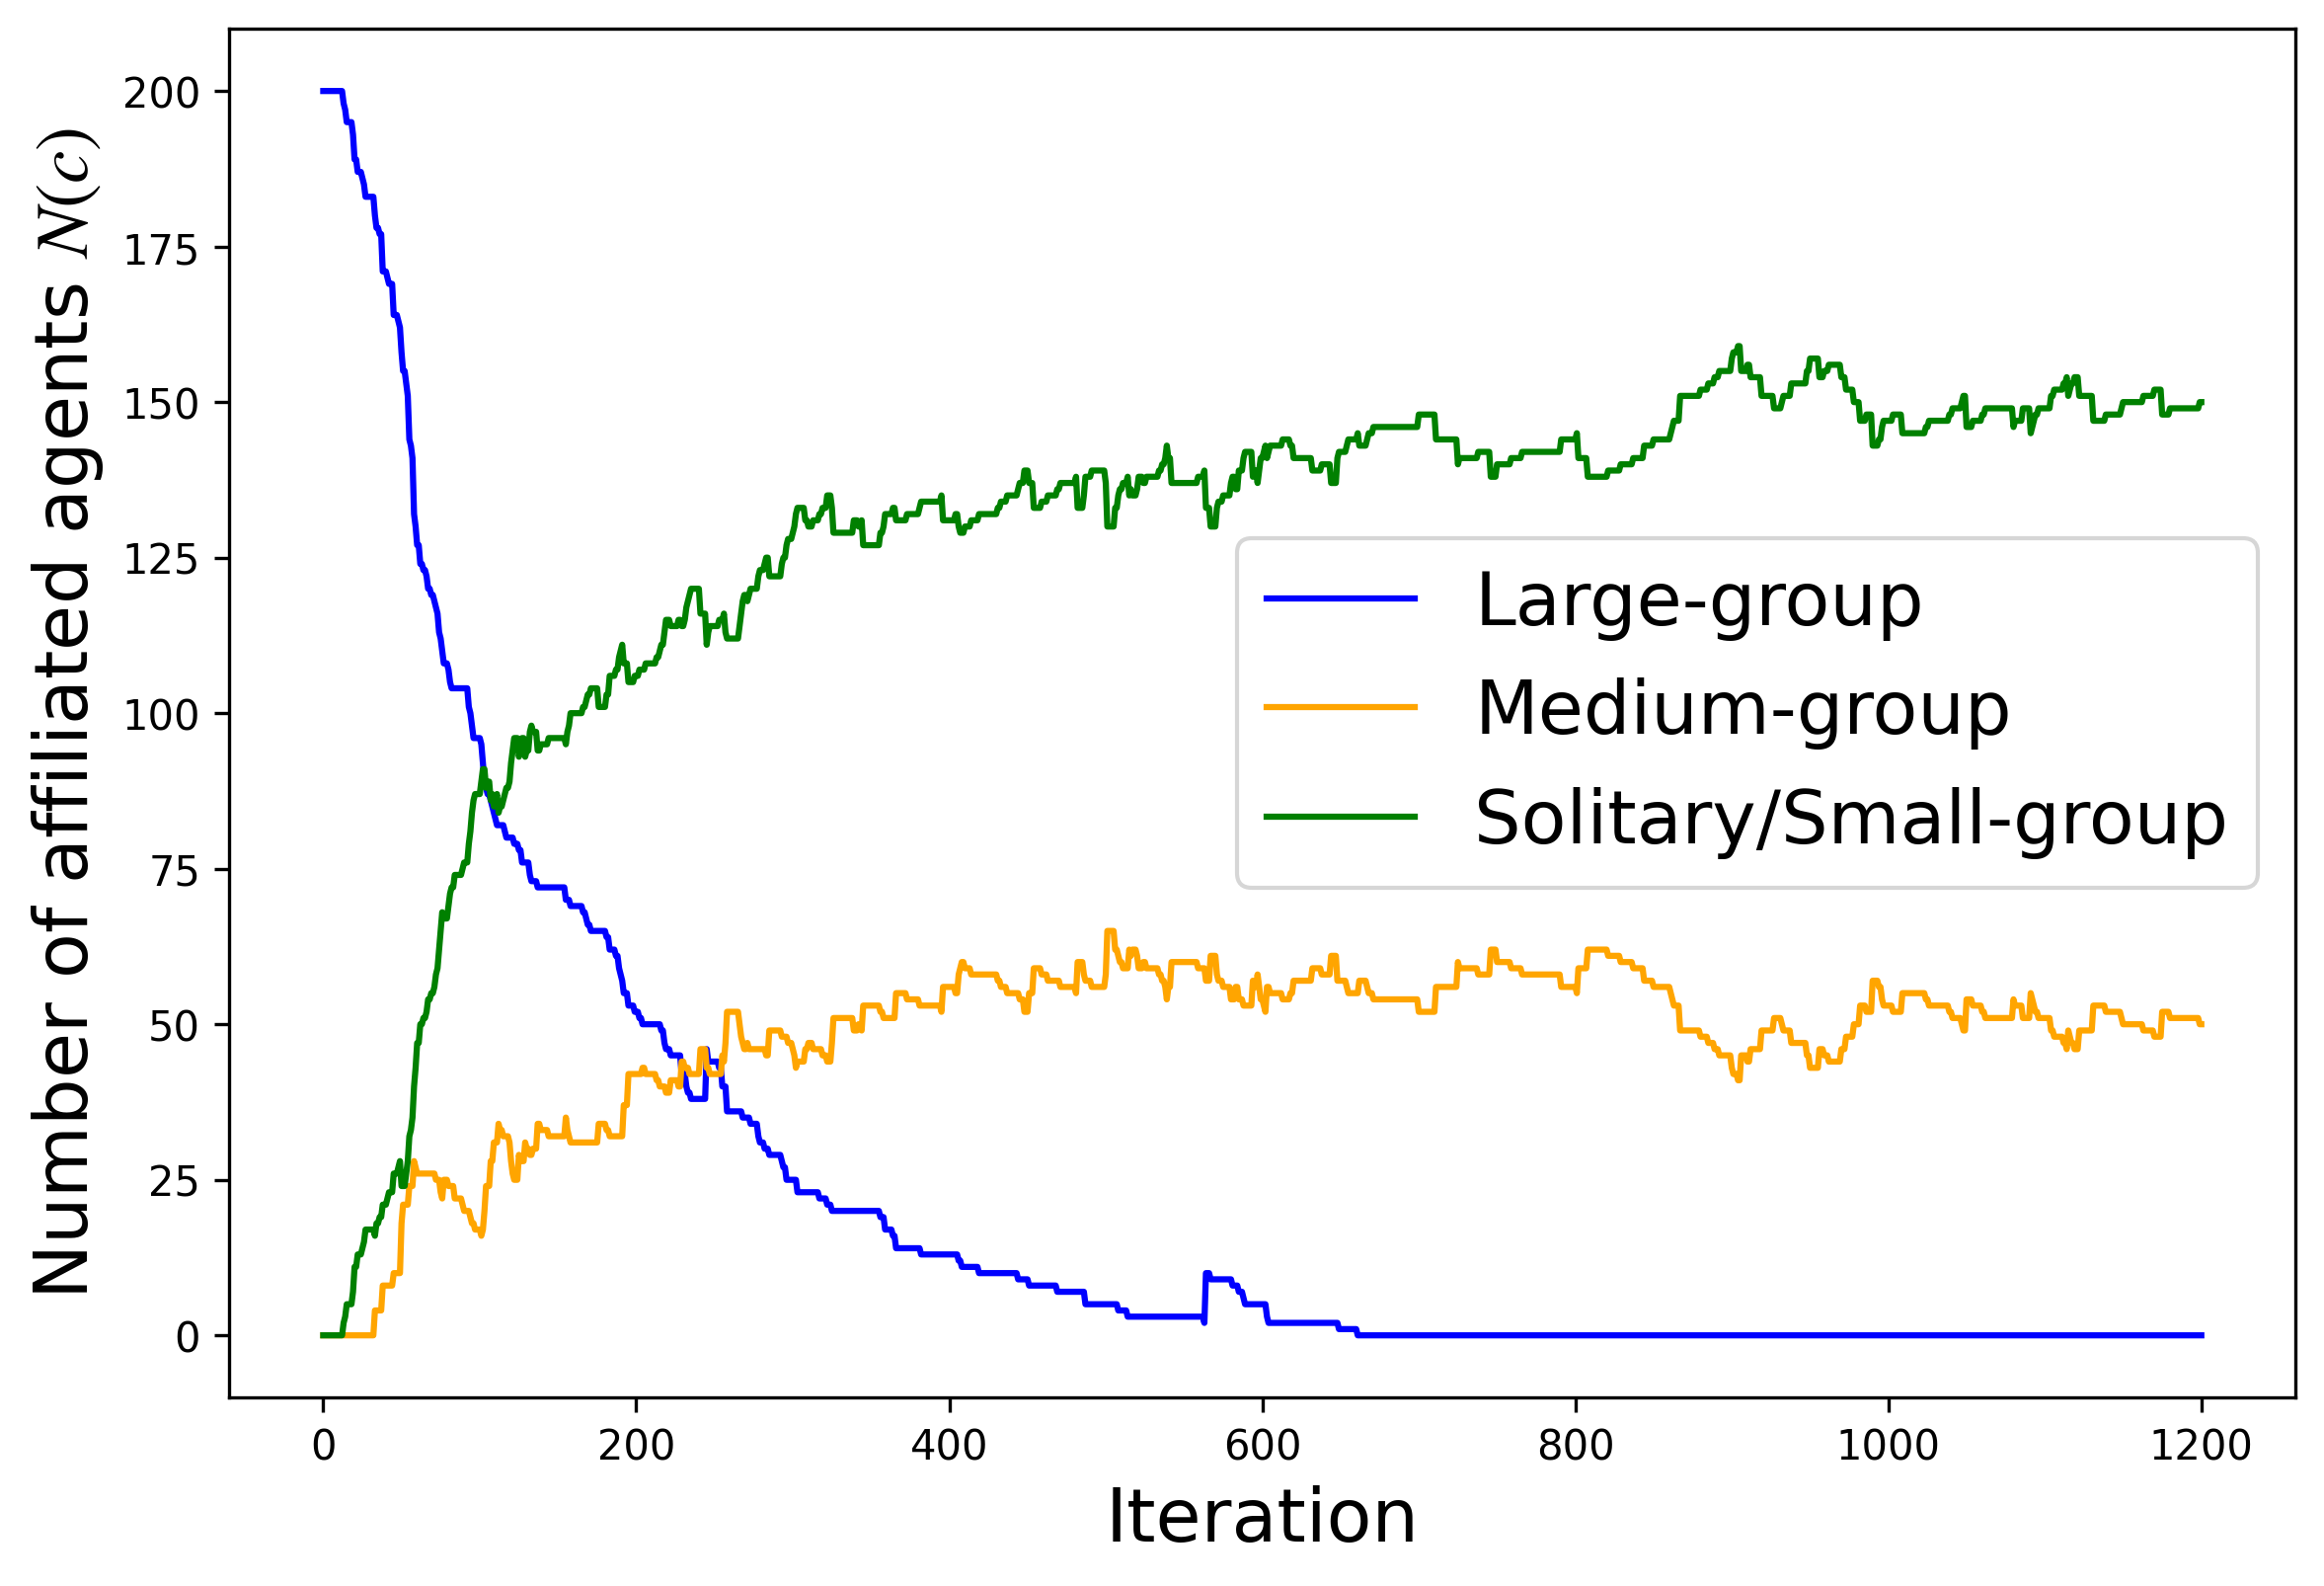 Number of affiliated agents N(c)
200
175
150
125
100
75
50
25
0
Large-group
Medium-group
Solitary/Small-group
0 200 400 600 800 1000 1200
Iteration